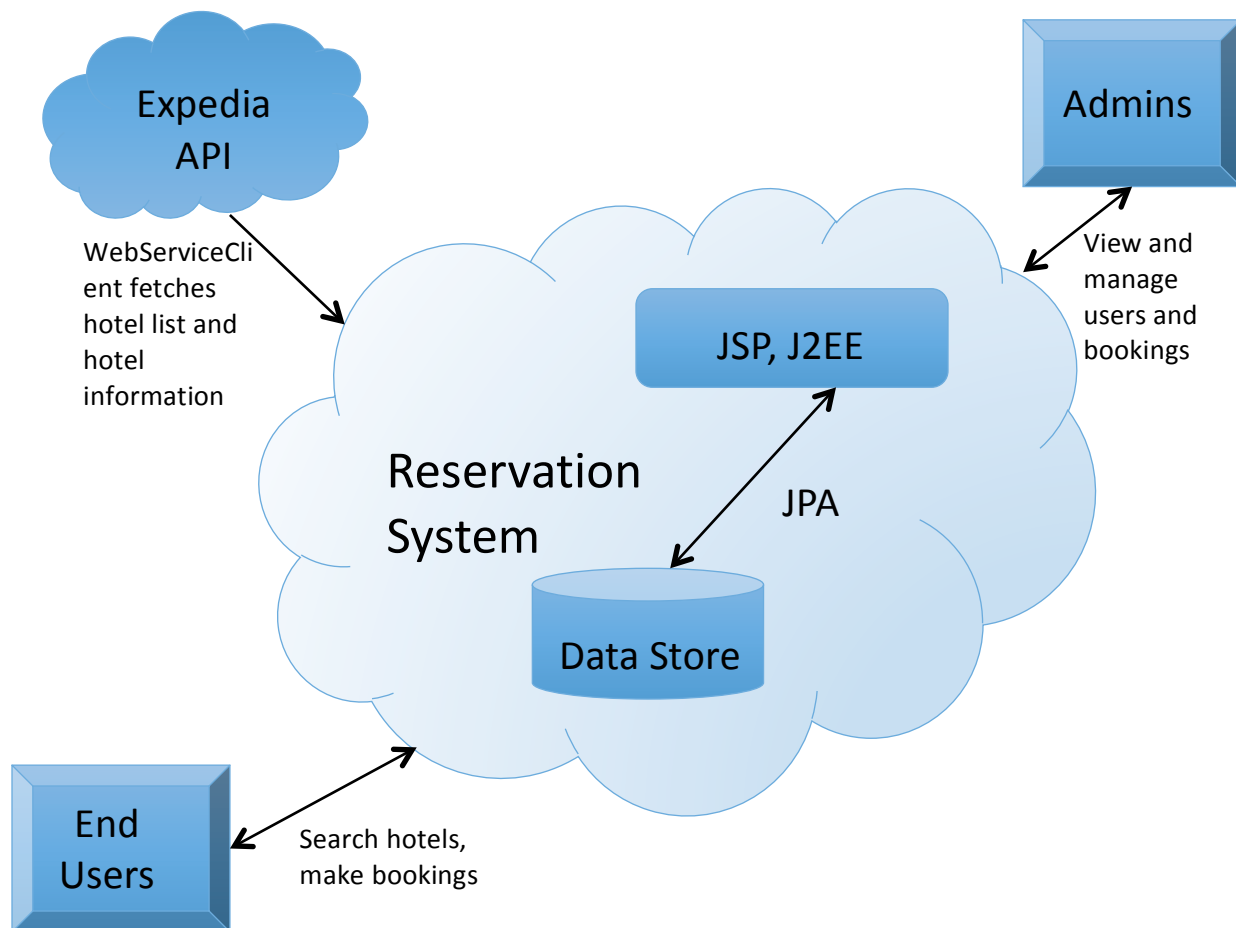 Expedia
API
Admins
WebServiceCli
ent fetches
hotel list and
hotel
information
View and
manage
users and
bookings
JSP, J2EE
Reservation
System
JPA
Data Store
End
Users
Search hotels,
make bookings